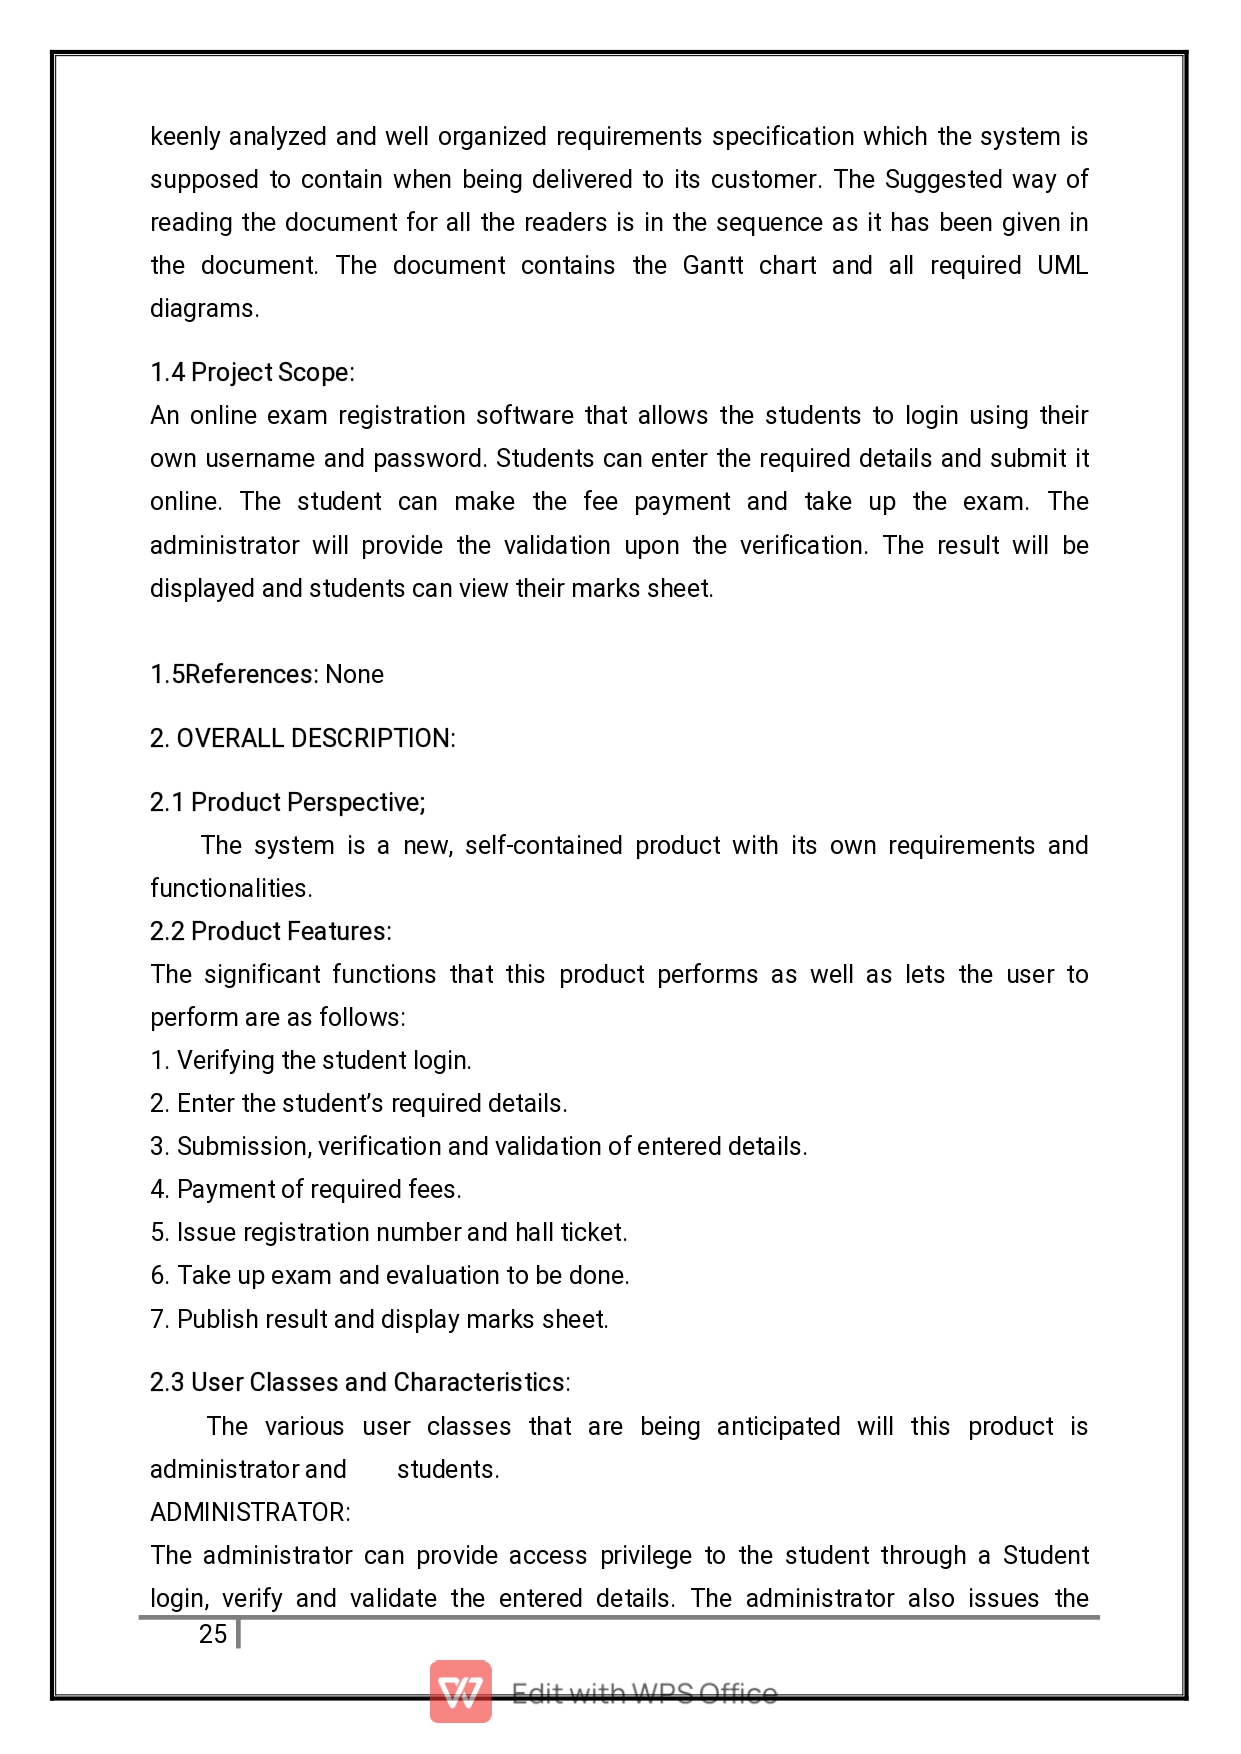 keenly analyzed and well organized requirements specification which the system is
supposed to contain when being delivered to its customer. The Suggested way of
reading the document for all the readers is in the sequence as it has been given in
the document. The document contains the Gantt chart and all required UML
diagrams.
1.4 Project Scope:
An online exam registration software that allows the students to login using their
own username and password. Students can enter the required details and submit it
online. The student can make the fee payment and take up the exam. The
administrator will provide the validation upon the verification. The result will be
displayed and students can view their marks sheet.
1.5References: None
2. OVERALL DESCRIPTION:
2.1 Product Perspective;
The system is a new, self-contained product with its own requirements and
functionalities.
2.2 Product Features:
The significant functions that this product performs as well as lets the user to
perform are as follows:
1. Verifying the student login.
2. Enter the student’s required details.
3. Submission, verification and validation of entered details.
4. Payment of required fees.
5. Issue registration number and hall ticket.
6. Take up exam and evaluation to be done.
7. Publish result and display marks sheet.
2.3 User Classes and Characteristics:
The various user classes that are being anticipated will this product is
administrator and students.
ADMINISTRATOR:
The administrator can provide access privilege to the student through a Student
login, verify and validate the entered details. The administrator also issues the
25
Edit with WPS Office